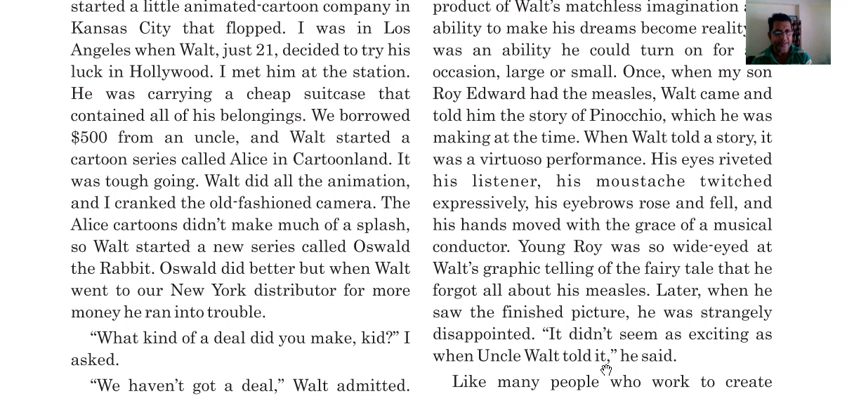 started a little animated-cartoon company in
Kansas City that flopped. I was in Los
Angeles when Walt, just 21, decided to try his
luck in Hollywood. I met him at the station.
He was carrying a cheap suitcase that
contained all of his belongings. We borrowed
$500 from an uncle, and Walt started a
cartoon series called Alice in Cartoonland. It
was tough going. Walt did all the animation,
and I cranked the old-fashioned camera. The
Alice cartoons didn’t make much of a splash,
so Walt started a new series called Oswald
the Rabbit. Oswald did better but when Walt
went to our New York distributor for more
money he ran into trouble.
“What kind of a deal did you make, kid?” I
asked.
“We haven’t got a deal,” Walt admitted.
product of Walt’s matchless imagination
ability to make his dreams become reality
was an ability he could turn on for
occasion, large or small. Once, when my son
Roy Edward had the measles, Walt came and
told him the story of Pinocchio, which he was
making at the time. When Walt told a story, it
was a virtuoso performance. His eyes riveted
his listener, his moustache twitched
expressively, his eyebrows rose and fell, and
his hands moved with the grace of a musical
conductor. Young Roy was so wide-eyed at
Walt’s graphic telling of the fairy tale that he
forgot all about his measles. Later, when he
saw the finished picture, he was strangely
disappointed. “It didn’t seem as exciting as
when Uncle Walt told it,” he said.
Like many people who work to create